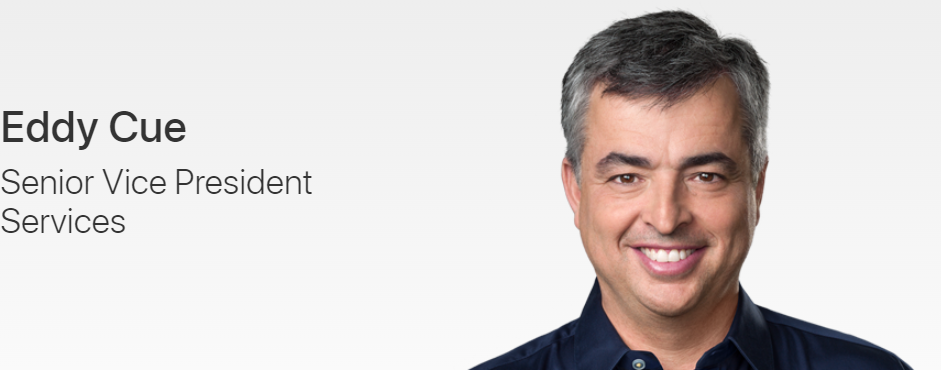 Eddy Cue
Senior Vice President
Services